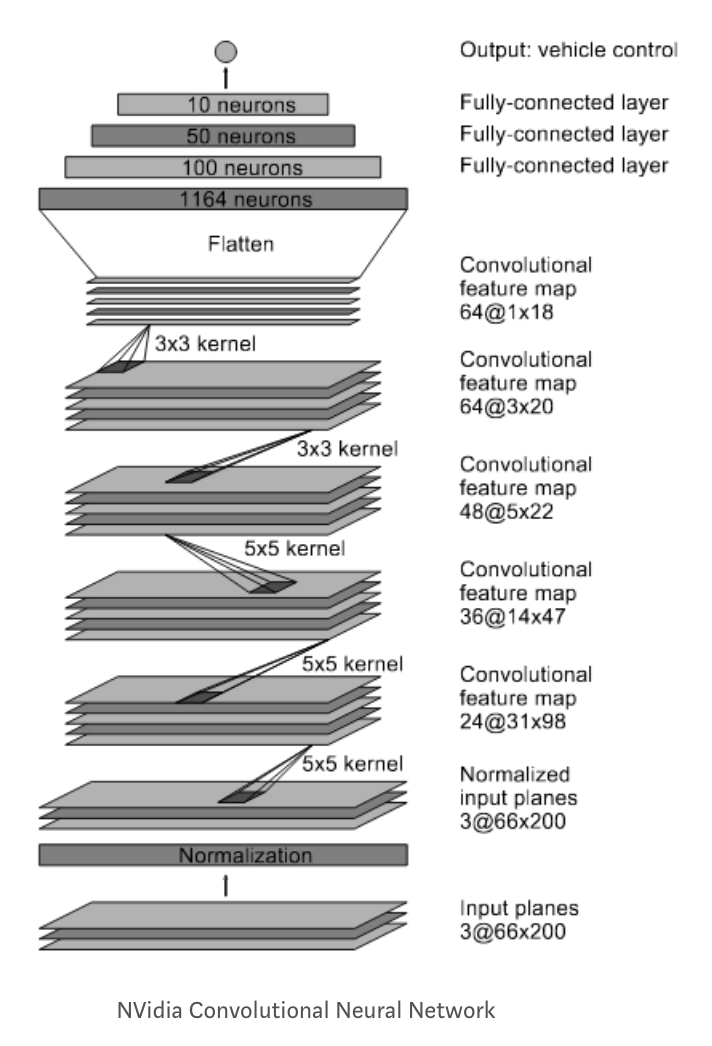 Output: vehicle control
10 neurons
Fully-connected layer
50 neurons
Fully-connected layer
100 neurons
Fully-connected layer
1164 neurons
Flatten
Convolutional
feature map
64@1x18
3x3 kernel
Convolutional
feature map
64@3x20
3x3 kernel
Convolutional
feature map
48@5x22
5x5 kernel
Convolutional
feature map
36@14x47
5x5 kernel
Convolutional
feature map
24@31x98
5x5 kernel
Normalized
input planes
3@66x200
Normalization
Input planes
3@66x200
NVidia Convolutional Neural Network